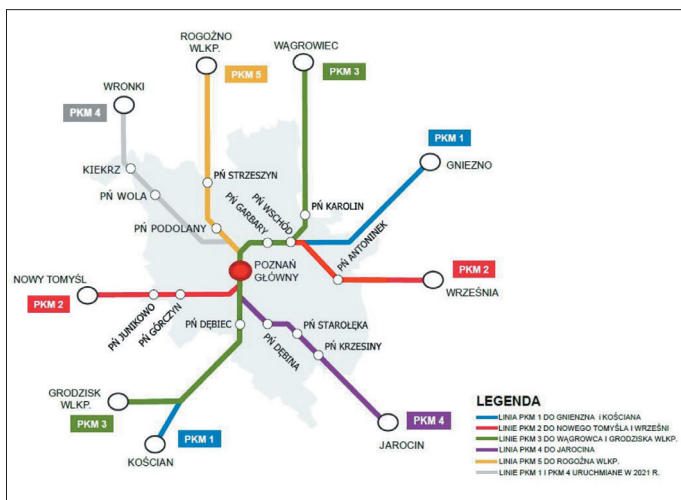 ROGOŹNO
WLKP.
WĄGROWIEC
PKM 5
PKM 3
WRONKI
PKM 4
PKM 1
GNIEZNO
KIEKRZ
PŃ STRZESZYN
PŃ WOLA
PŃ KAROLIN
PŃ WSCHÓD
PŃ GARBARY
PŃ PODOLANY
PŃ ANTONINEK
POZNAŃ
GŁÓWNY
NOWY TOMYŚL
PKM 2
PKM 2
WRZEŚNIA
PŃ JUNIKOWO
PŃ GÓRCZYN
PŃ DĘBIEC
PŃ STAROŁĘKA
PŃ DĘBINA
PŃ KRZESINY
GRODZISK
WLKP.
PKM 3
PKM 1
KOŚCIAN
PKM 4
JAROCIN
LEGENDA
LINIA PKM 1 DO GNIENZNA I KOŚCIANA
LINIE PKM 2 DO NOWEGO TOMYŚLA I WRZEŚNI
LINIE PKM 3 DO WĄGROWCA I GRODZISKA WLKP.
LINIA PKM 4 DO JAROCINA
LINIA PKM 5 DO ROGOŹNA WLKP.
LINIE PKM 1 I PKM 4 URUCHMIANE W 2021 R.